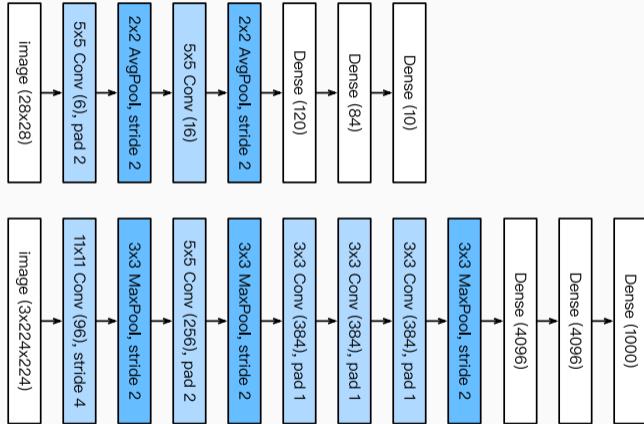 image (28x28)
5x5 Conv (6), pad 2
2x2 AvgPool, stride 2
5x5 Conv (16)
2x2 AvgPool, stride 2
Dense (120)
Dense (84)
Dense (10)
image (3x224x224)
11x11 Conv (96), stride 4
3x3 MaxPool, stride 2
5x5 Conv (256), pad 2
3x3 MaxPool, stride 2
3x3 Conv (384), pad 1
3x3 Conv (384), pad 1
3x3 Conv (384), pad 1
3x3 MaxPool, stride 2
Dense (4096)
Dense (4096)
Dense (1000)